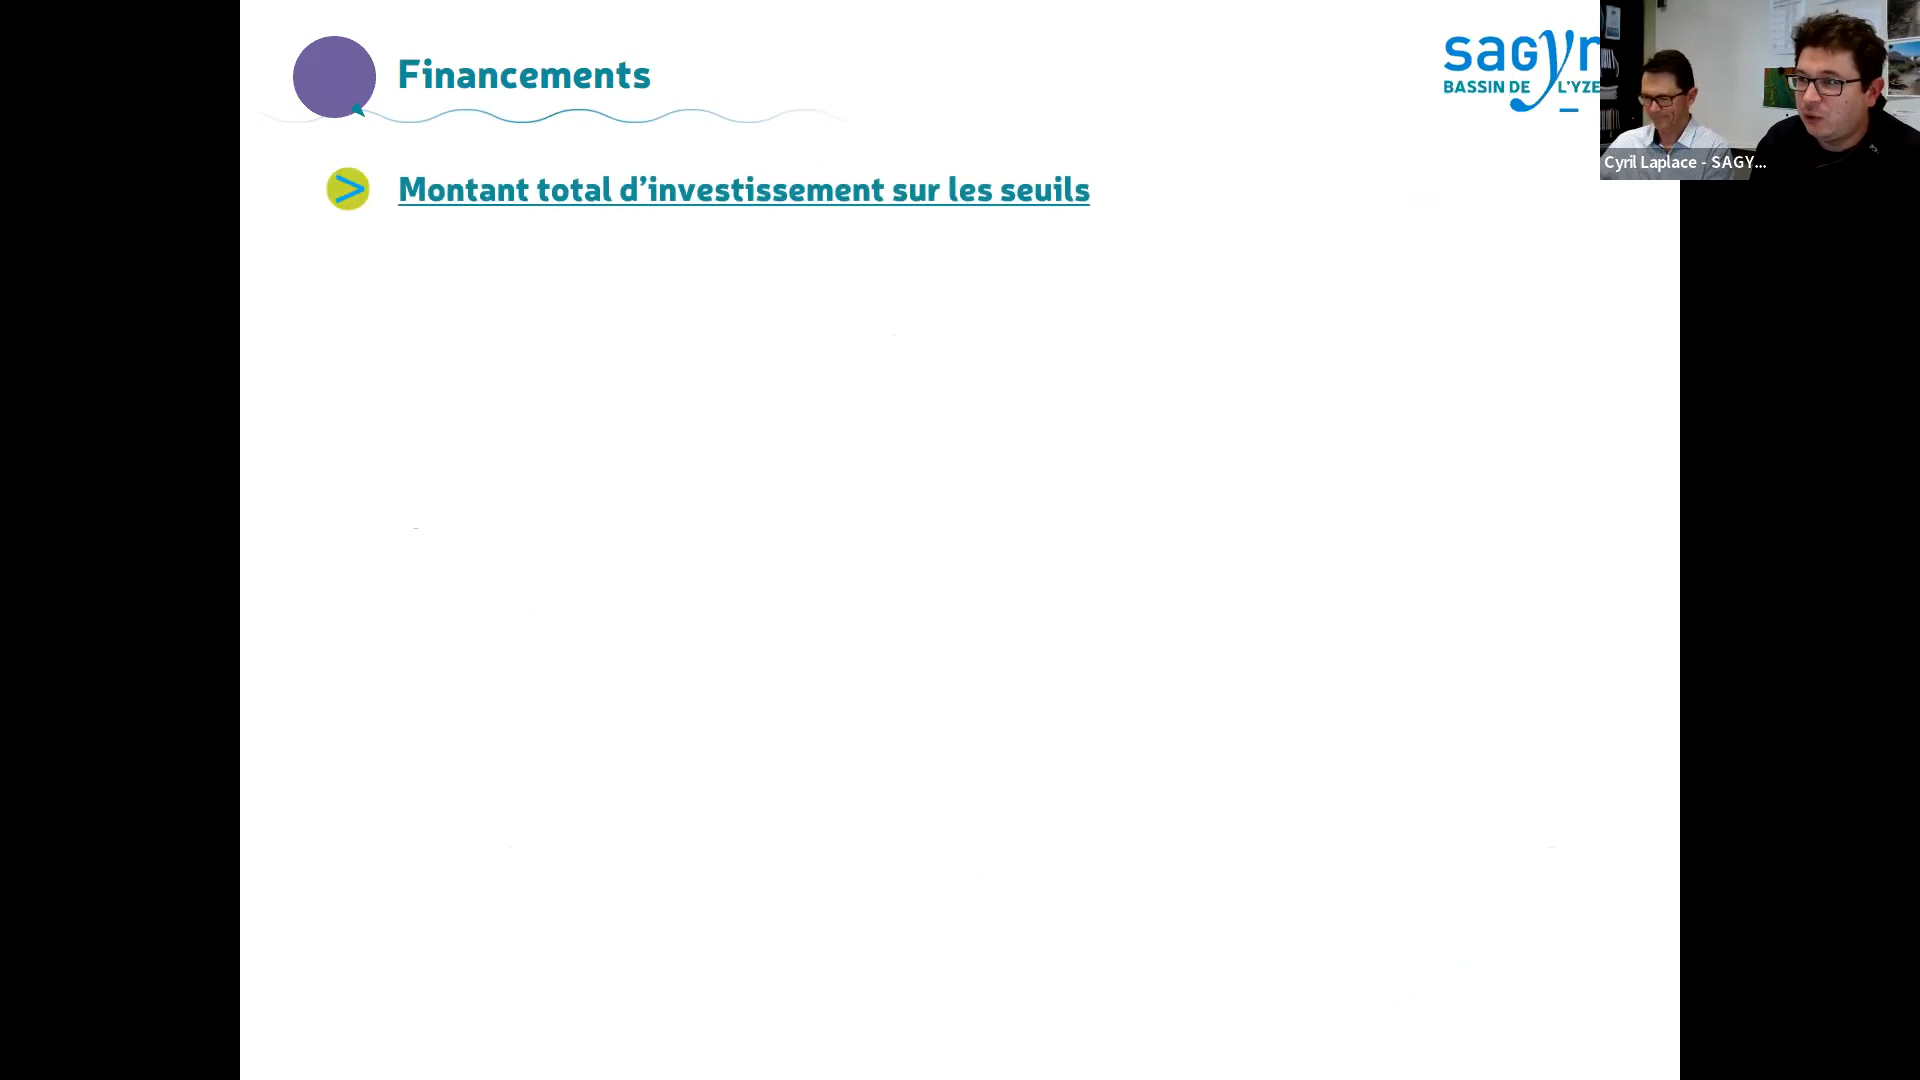 Financements
sagyr
BASSIN DE L'YZE
Montant total d'investissement sur les seuils
Cyril Laplace - SAGY...